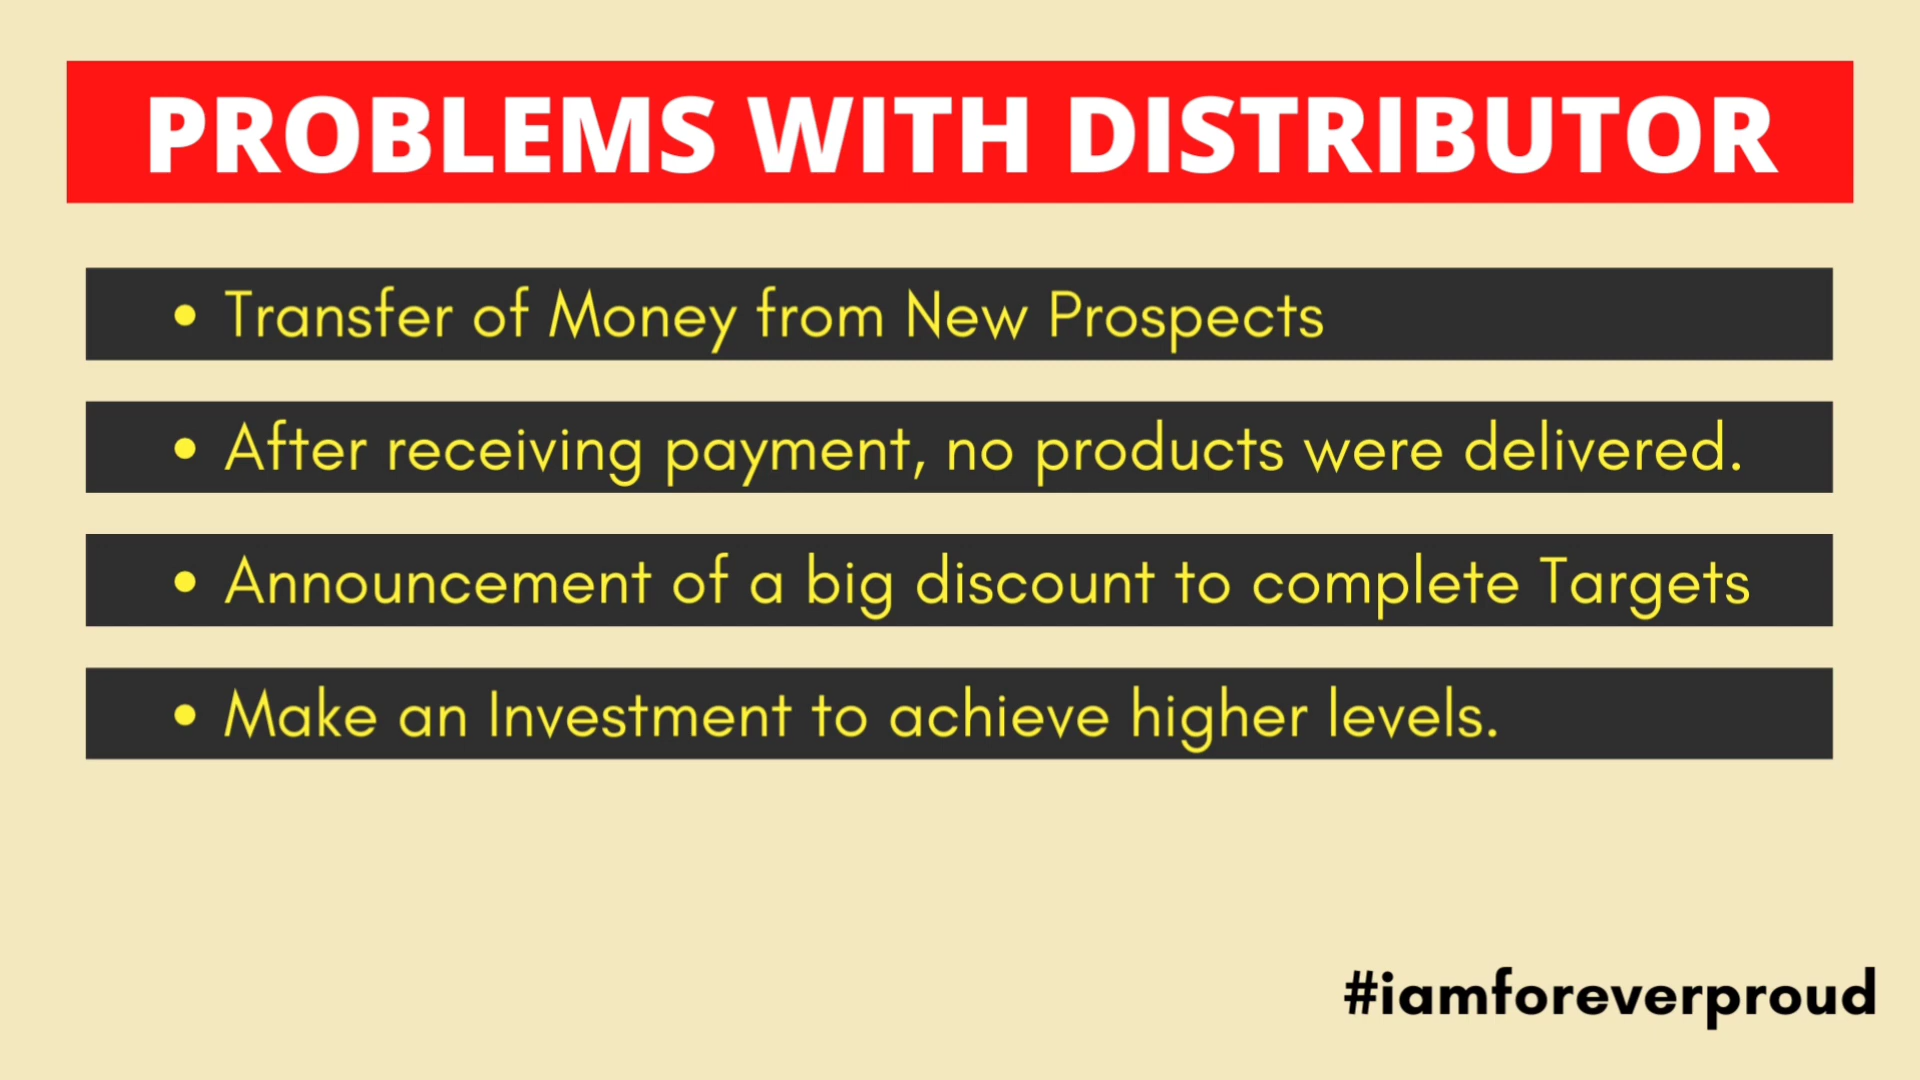 PROBLEMS WITH DISTRIBUTOR
• Transfer of Money from New Prospects
• After receiving payment, no products were delivered.
• Announcement of a big discount to complete Targets
• Make an Investment to achieve higher levels.
#iamforeverproud